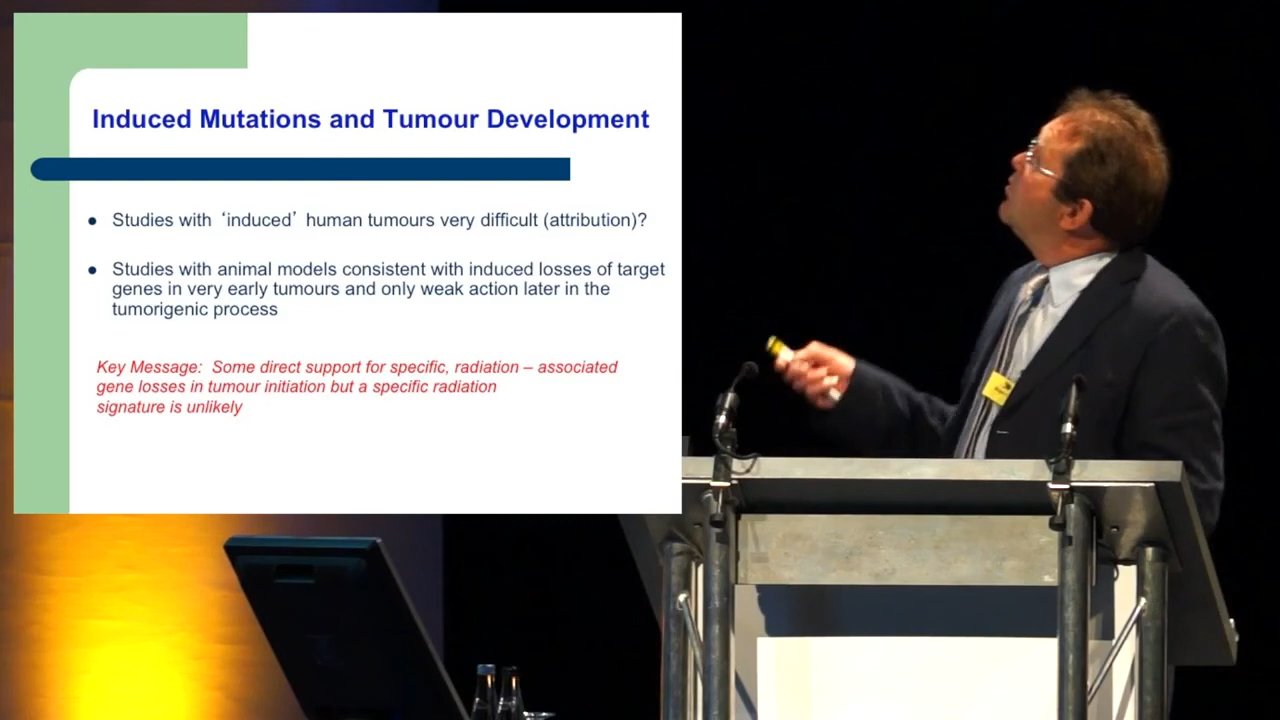 Induced Mutations and Tumour Development
● Studies with ‘induced’ human tumours very difficult (attribution)?
● Studies with animal models consistent with induced losses of target
genes in very early tumours and only weak action later in the
tumorigenic process
Key Message: Some direct support for specific, radiation – associated
gene losses in tumour initiation but a specific radiation
signature is unlikely